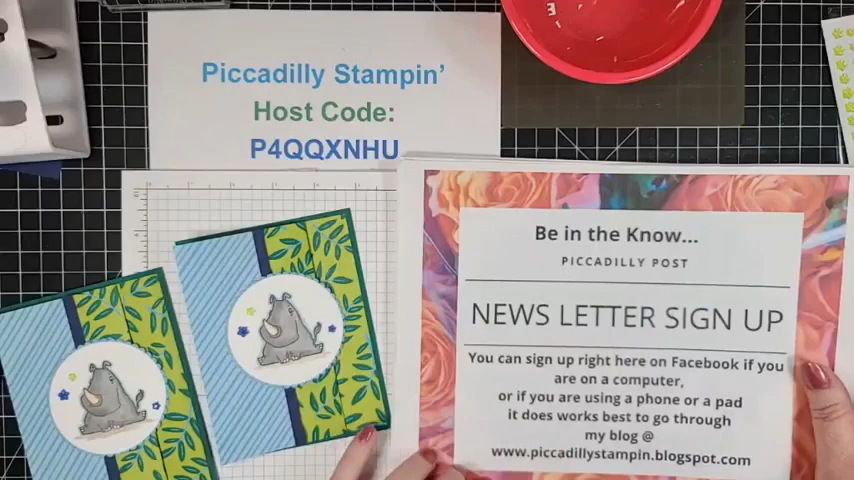 Piccadilly Stampin'
Host Code:
P4QQXNHU
Be in the Know...
PICCADILLY POST
NEWS LETTER SIGN UP
You can sign up right here on Facebook if you
are on a computer,
or if you are using a phone or a pad
it does works best to go through
my blog @
www.piccadillystampin.blogspot.com